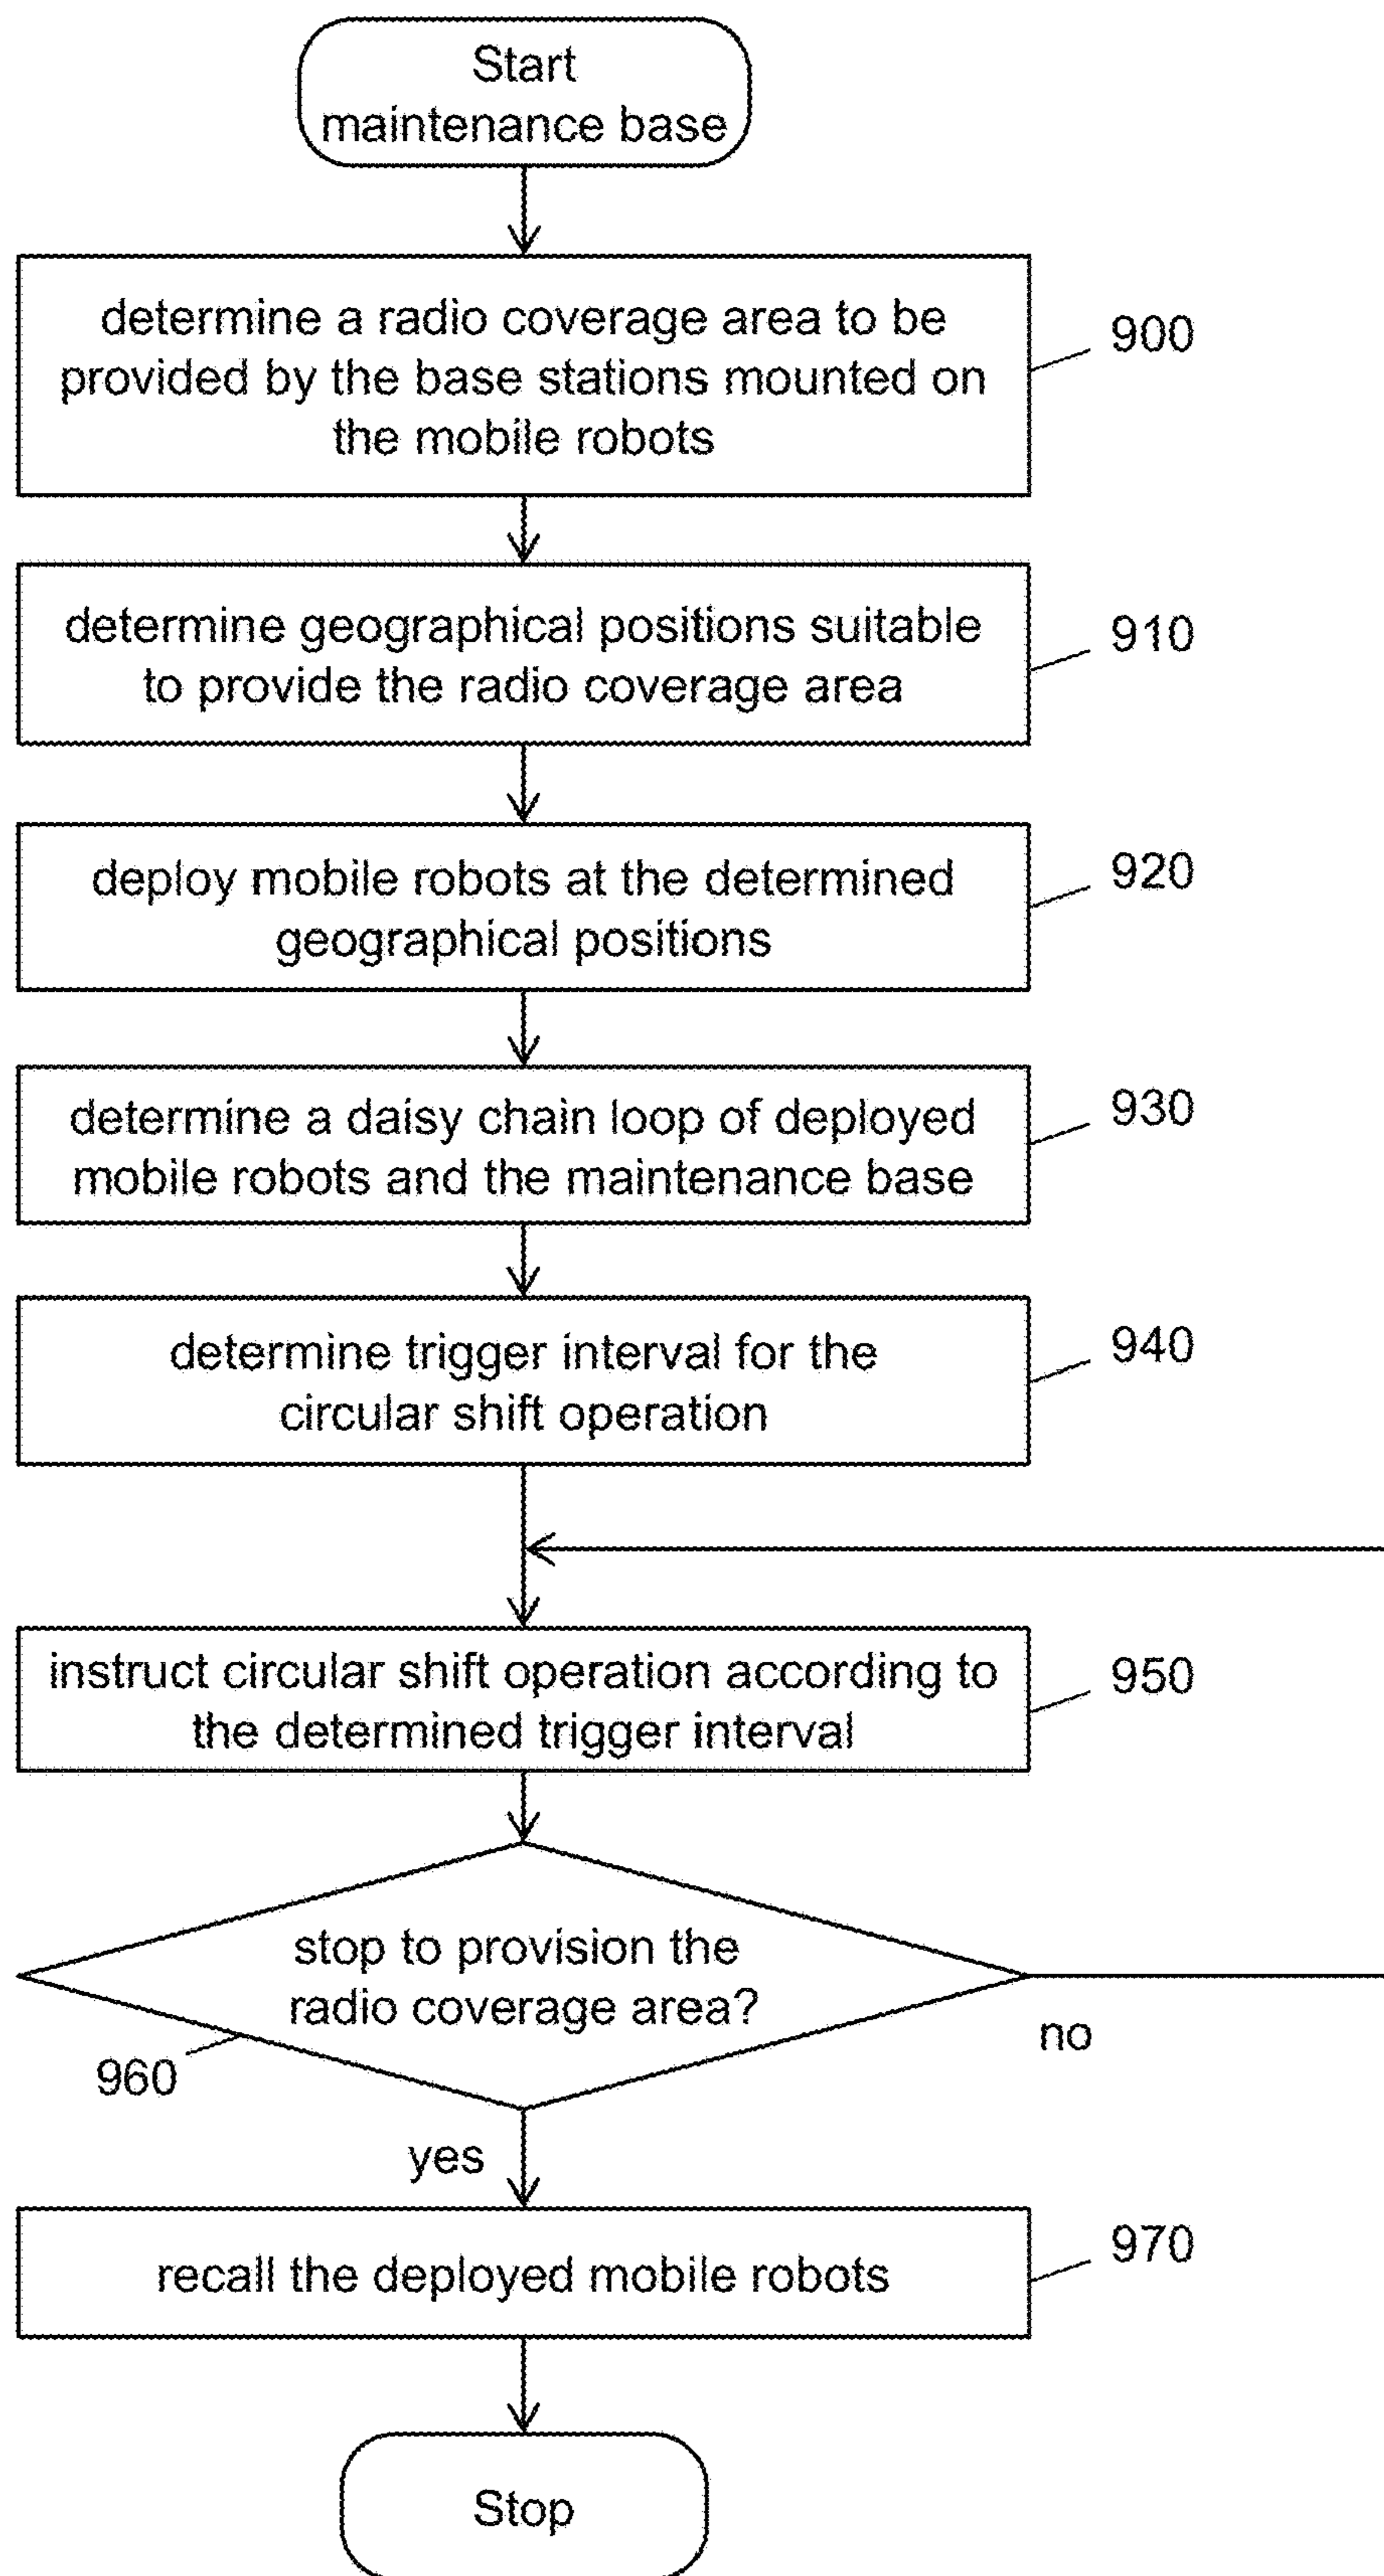 Start
maintenance base
determine a radio coverage area to be
provided by the base stations mounted on
the mobile robots
900
determine geographical positions suitable
to provide the radio coverage area
910
deploy mobile robots at the determined
geographical positions
920
determine a daisy chain loop of deployed
mobile robots and the maintenance base
930
determine trigger interval for the
circular shift operation
940
instruct circular shift operation according to
the determined trigger interval
950
stop to provision the
radio coverage area?
960
no
yes
recall the deployed mobile robots
970
Stop